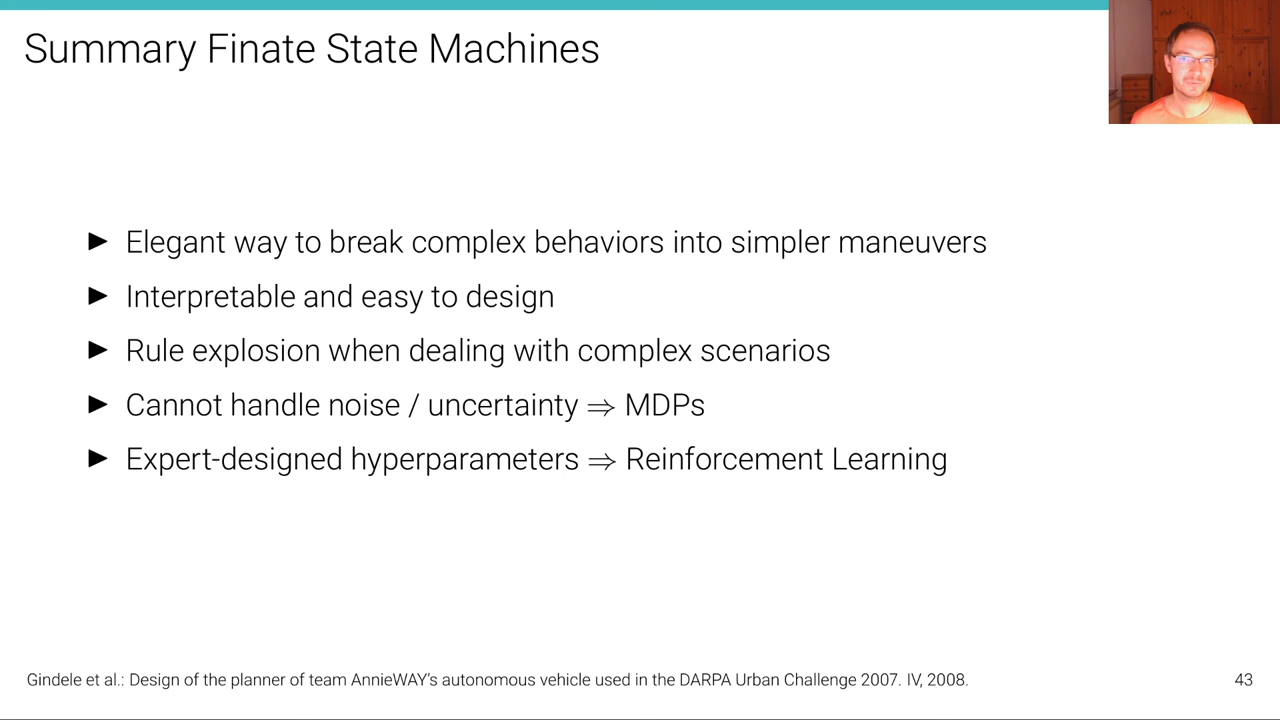 Summary Finate State Machines
▶ Elegant way to break complex behaviors into simpler maneuvers
▶ Interpretable and easy to design
▶ Rule explosion when dealing with complex scenarios
▶ Cannot handle noise / uncertainty ⇒ MDPs
▶ Expert-designed hyperparameters ⇒ Reinforcement Learning
Gindele et al.: Design of the planner of team AnnieWAY’s autonomous vehicle used in the DARPA Urban Challenge 2007. IV, 2008.
43